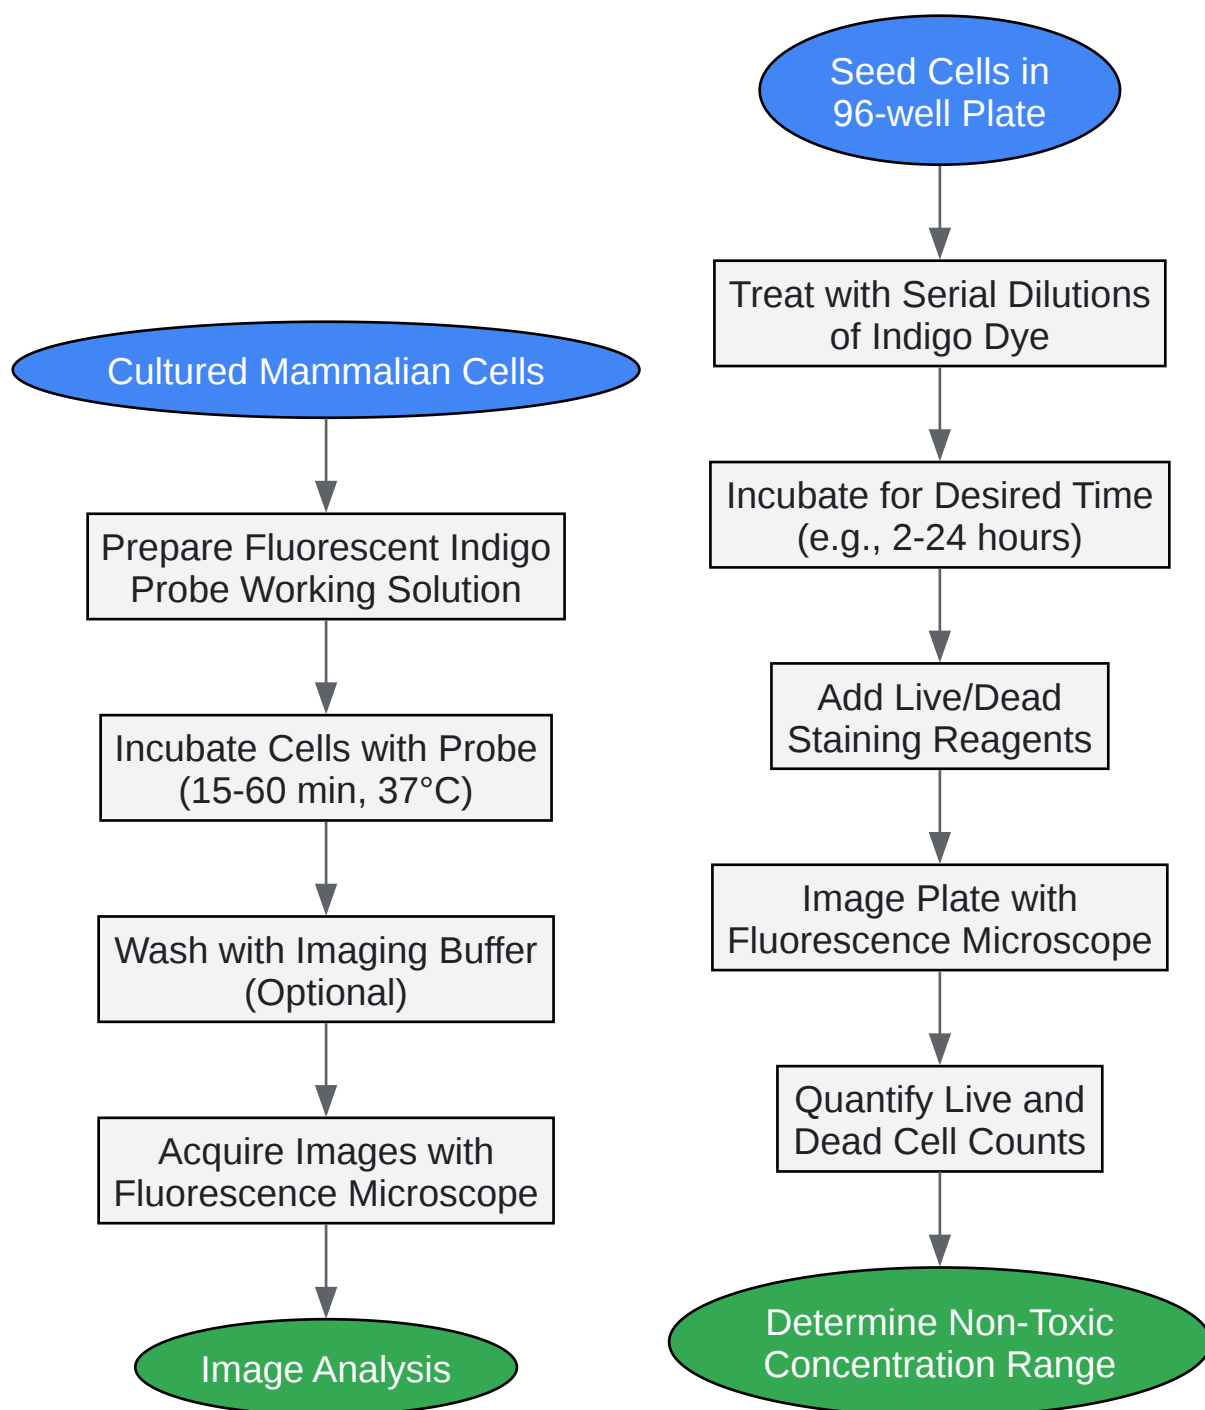 Cultured Mammalian Cells
Prepare Fluorescent Indigo
Probe Working Solution
Incubate Cells with Probe
(15-60 min, 37°C)
Wash with Imaging Buffer
(Optional)
Acquire Images with
Fluorescence Microscope
Image Analysis
Seed Cells in
96-well Plate
Treat with Serial Dilutions
of Indigo Dye
Incubate for Desired Time
(e.g., 2-24 hours)
Add Live/Dead
Staining Reagents
Image Plate with
Fluorescence Microscope
Quantify Live and
Dead Cell Counts
Determine Non-Toxic
Concentration Range